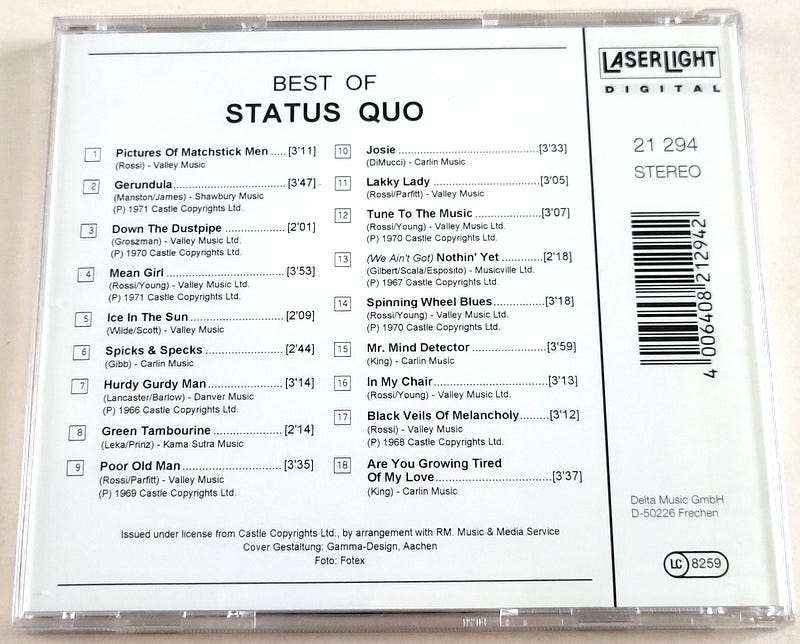 BEST OF
STATUS QUO
1 Pictures Of Matchstick Men ..... [3'11]
(Rossi) - Valley Music
2 Gerundula.................................. [3'47]
(Manston/James) - Shawbury Music
(P) 1971 Castle Copyrights Ltd.
3 Down The Dustpipe ................. [2'01]
(Groszman) - Valley Music Ltd.
(P) 1970 Castle Copyrights Ltd.
4 Mean Girl ................................... [3'53]
(Rossi/Young) - Valley Music Ltd.
(P) 1971 Castle Copyrights Ltd.
5 Ice In The Sun ........................... [2'09]
(Wilde/Scott) - Valley Music
6 Spicks & Specks ....................... [2'44]
(Gibb) - Carlin Music
7 Hurdy Gurdy Man ...................... [3'14]
(Lancaster/Barlow) - Danver Music
(P) 1966 Castle Copyrights Ltd.
8 Green Tambourine ..................... [2'14]
(Leka/Prinz) - Kama Sutra Music
9 Poor Old Man ............................ [3'35]
(Rossi/Parfitt) - Valley Music
(P) 1969 Castle Copyrights Ltd.
10 Josie ........................................ [3'33]
(DiMucci) - Carlin Music
11 Lakky Lady ............................... [3'05]
(Rossi/Parfitt) - Valley Music
12 Tune To The Music .................. [3'07]
(Rossi/Young) - Valley Music Ltd.
(P) 1970 Castle Copyrights Ltd.
13 (We Ain't Got) Nothin' Yet ............ [2'18]
(Gilbert/Scala/Esposito) - Musicville Ltd.
(P) 1967 Castle Copyrights Ltd.
14 Spinning Wheel Blues............... [3'18]
(Rossi/Young) - Valley Music Ltd.
(P) 1970 Castle Copyrights Ltd.
15 Mr. Mind Detector ..................... [3'59]
(King) - Carlin Music
16 In My Chair................................ [3'13]
(Rossi/Young) - Valley Music Ltd.
17 Black Veils Of Melancholy........ [3'12]
(Rossi) - Valley Music
(P) 1968 Castle Copyrights Ltd.
18 Are You Growing Tired
Of My Love................................ [3'37]
(King) - Carlin Music
Issued under license from Castle Copyrights Ltd., by arrangement with RM. Music & Media Service
Cover Gestaltung: Gamma-Design, Aachen
Foto: Fotex
LASERLIGHT
DIGITAL
21 294
STEREO
4 006408 212942
Delta Music GmbH
D-50226 Frechen
LC 8259